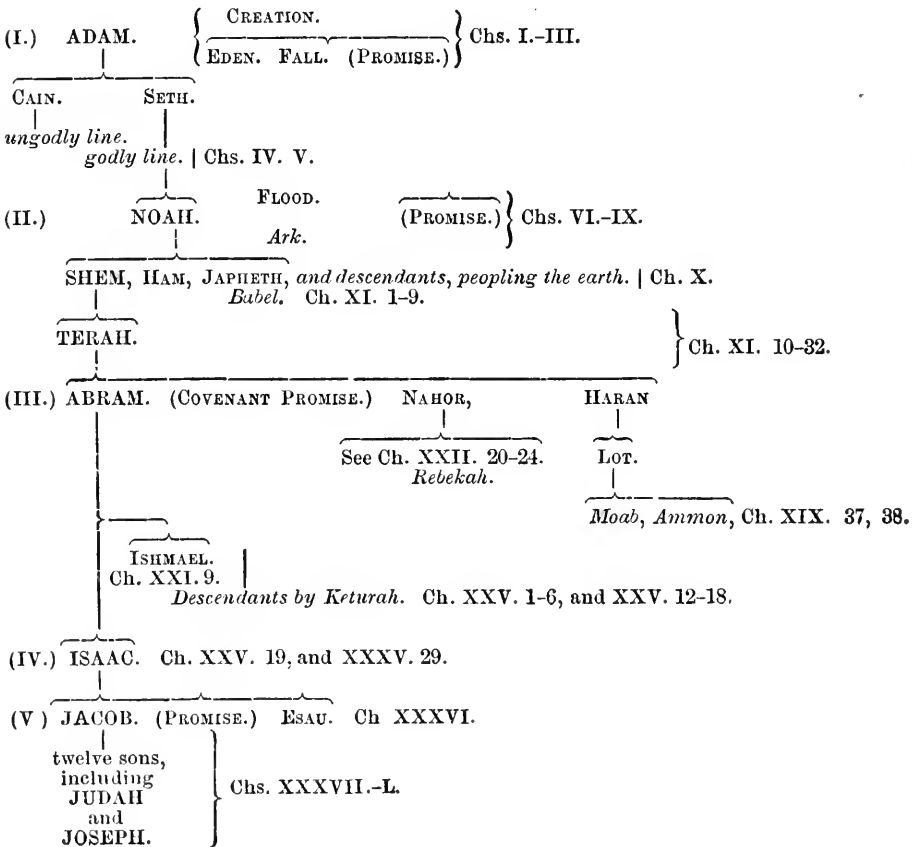 CREATION.
(I.) ADAM. Chs. I.-III.
EDEN. FALL. (PROMISE.)
CAIN. SETH.
ungodly line.
godly line. | Chs. IV. V.
FLOOD.
(II.) NOAH. (PROMISE.) Chs. VI.-IX.
Ark.
SHEM, HAM, JAPHETH, and descendants, peopling the earth. | Ch. X.
Babel. Ch. XI. 1-9.
TERAH. Ch. XI. 10-32.
(III.) ABRAM. (COVENANT PROMISE.) NAHOR, HARAN
See Ch. XXII. 20-24. LOT.
Rebekah.
Moab, Ammon, Ch. XIX. 37, 38.
ISHMAEL.
Ch. XXI. 9.
Descendants by Keturah. Ch. XXV. 1-6, and XXV. 12-18.
(IV.) ISAAC. Ch. XXV. 19, and XXXV. 29.
(V ) JACOB. (PROMISE.) ESAU. Ch XXXVI.
twelve sons,
including
JUDAH
and
JOSEPH.
Chs. XXXVII.-L.